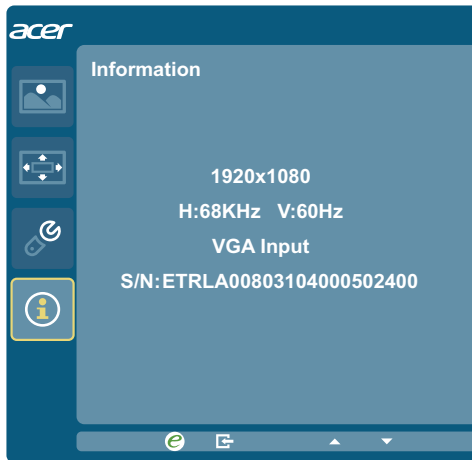 acer
Information
1920x1080
H:68KHz V:60Hz
VGA Input
S/N:ETRLA00803104000502400
e